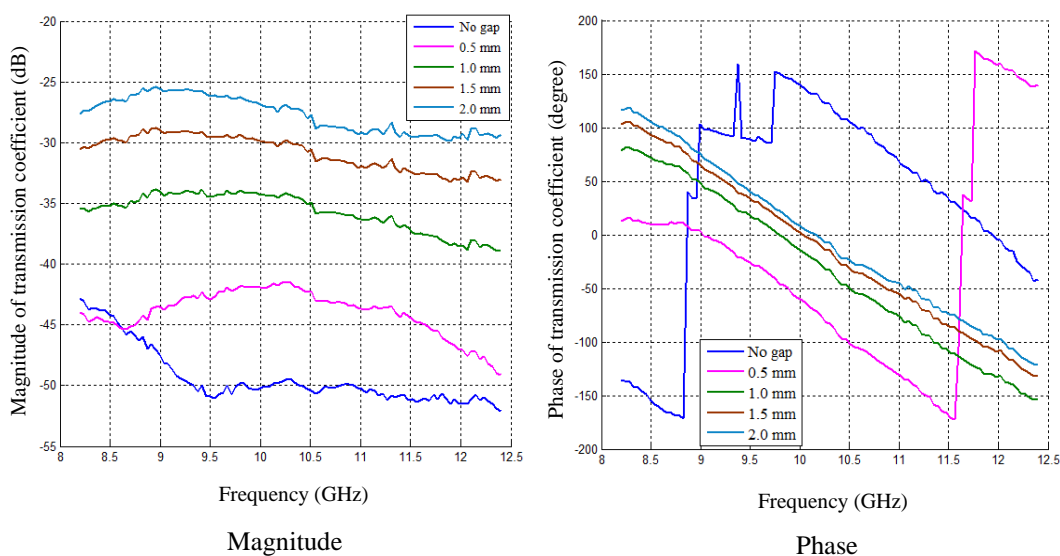 Magnitude of transmission coefficient (dB)
-20
-25
-30
-35
-40
-45
-50
-55
8
8.5
9
9.5
10
10.5
11
11.5
12
12.5
No gap
0.5 mm
1.0 mm
1.5 mm
2.0 mm
Frequency (GHz)
Magnitude
Phase of transmission coefficient (degree)
200
150
100
50
0
-50
-100
-150
-200
8
8.5
9
9.5
10
10.5
11
11.5
12
12.5
No gap
0.5 mm
1.0 mm
1.5 mm
2.0 mm
Frequency (GHz)
Phase